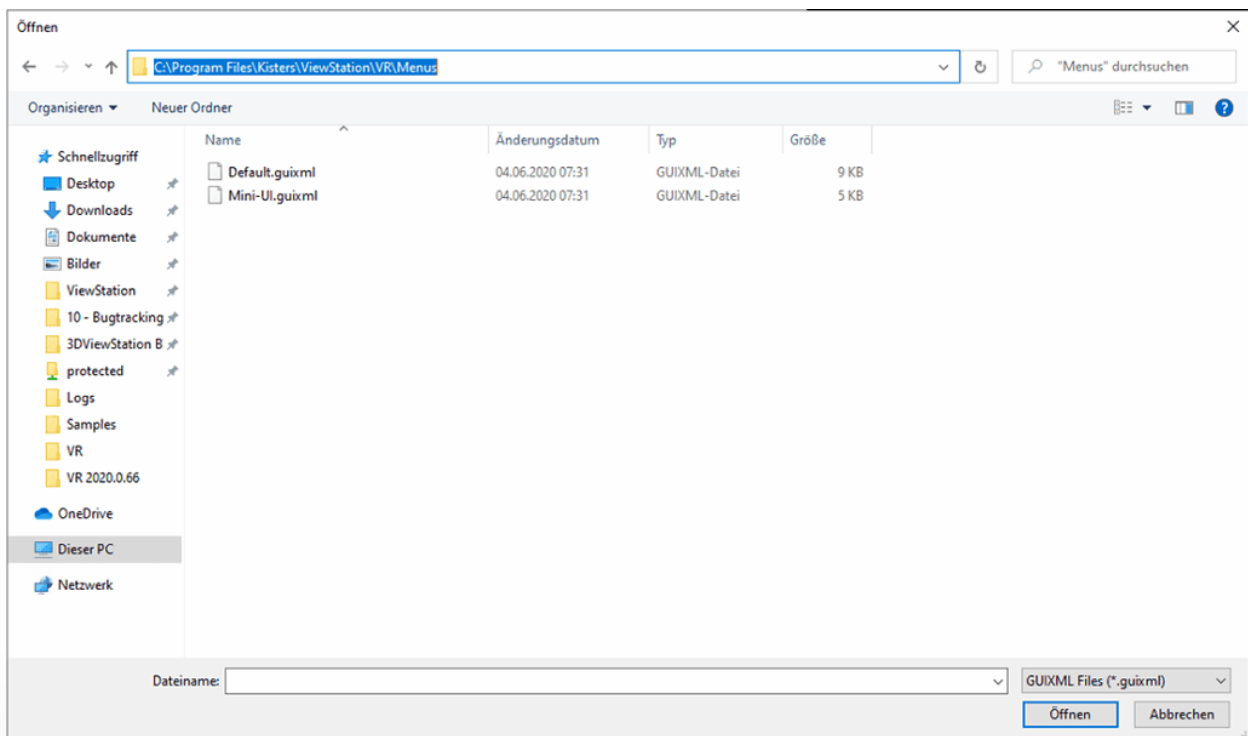 Öffnen
C:\Program Files\Kisters\ViewStation\VR\Menus
"Menus" durchsuchen
Organisieren
Neuer Ordner
Name
Änderungsdatum
Typ
Größe
Default.guixml
04.06.2020 07:31
GUIXML-Datei
9 KB
Mini-UI.guixml
04.06.2020 07:31
GUIXML-Datei
5 KB
Schnellzugriff
Desktop
Downloads
Dokumente
Bilder
ViewStation
10 - Bugtracking
3DViewStation B
protected
Logs
Samples
VR
VR 2020.0.66
OneDrive
Dieser PC
Netzwerk
Dateiname:
GUIXML Files (*.guixml)
Öffnen
Abbrechen